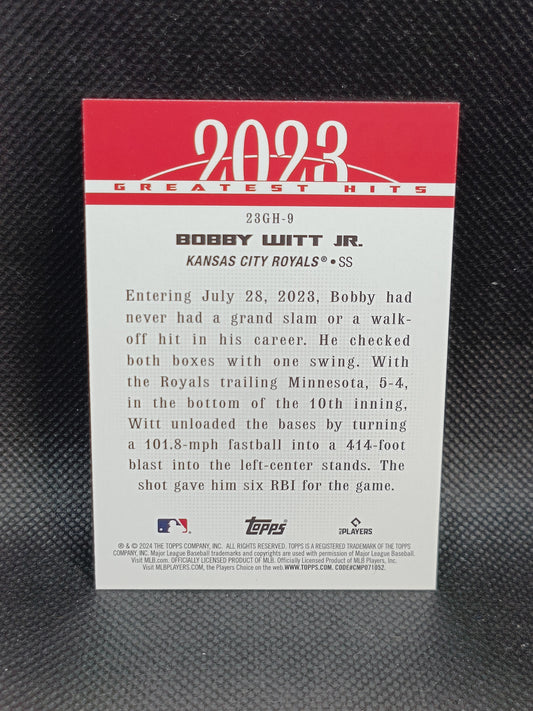 2023
GREATEST HITS
23GH-9
BOBBY WITT JR.
KANSAS CITY ROYALS® • SS
Entering July 28, 2023, Bobby had
never had a grand slam or a walk-
off hit in his career. He checked
both boxes with one swing. With
the Royals trailing Minnesota, 5-4,
in the bottom of the 10th inning,
Witt unloaded the bases by turning
a 101.8-mph fastball into a 414-foot
blast into the left-center stands. The
shot gave him six RBI for the game.
topps
MLB PLAYERS
® & © 2024 THE TOPPS COMPANY, INC. ALL RIGHTS RESERVED. TOPPS IS A REGISTERED TRADEMARK OF THE TOPPS
COMPANY, INC. Major League Baseball trademarks and copyrights are used with permission of Major League Baseball.
Visit MLB.com. OFFICIALLY LICENSED PRODUCT OF MLB. Officially Licensed Product of MLB Players, Inc.
Visit MLBPLAYERS.com, the Players Choice on the web. WWW.TOPPS.COM. CODE#CMP071052.